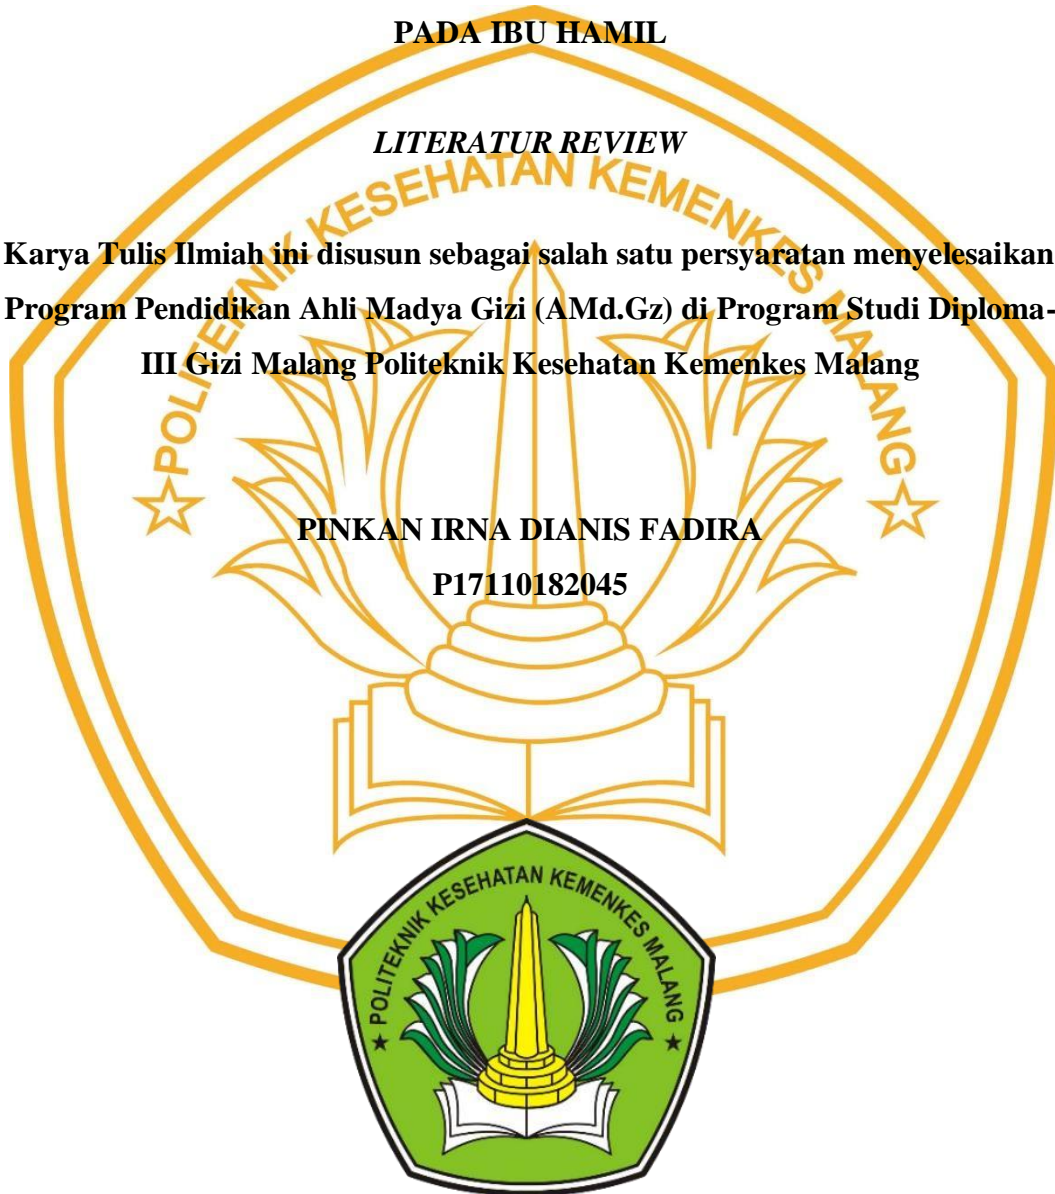 PADA IBU HAMIL
LITERATUR REVIEW
POLITEKNIK KESEHATAN KEMENKES MALANG
Karya Tulis Ilmiah ini disusun sebagai salah satu persyaratan menyelesaikan
Program Pendidikan Ahli Madya Gizi (AMd.Gz) di Program Studi Diploma-
III Gizi Malang Politeknik Kesehatan Kemenkes Malang
PINKAN IRNA DIANIS FADIRA
P17110182045
POLITEKNIK KESEHATAN KEMENKES MALANG